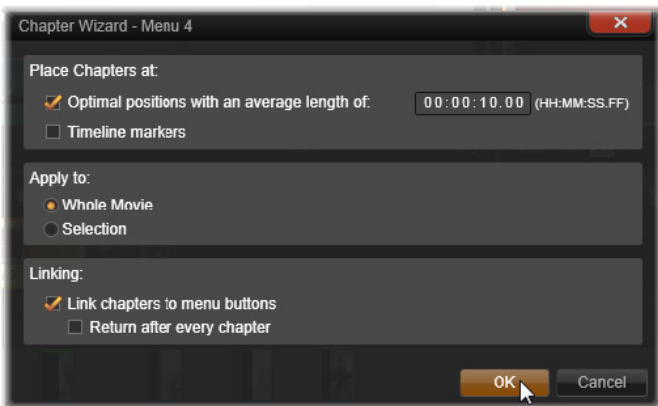 Chapter Wizard - Menu 4
Place Chapters at:
Optimal positions with an average length of: 00:00:10.00 (HH:MM:SS.FF)
Timeline markers
Apply to:
Whole Movie
Selection
Linking:
Link chapters to menu buttons
Return after every chapter
OK Cancel